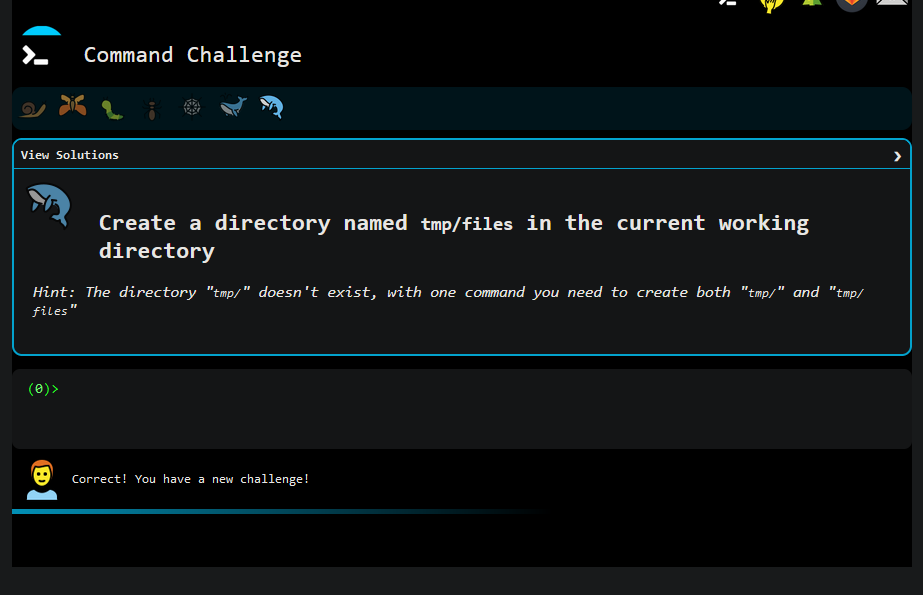 Command Challenge
View Solutions
Create a directory named tmp/files in the current working
directory
Hint: The directory "tmp/" doesn't exist, with one command you need to create both "tmp/" and "tmp/
files"
(0)>
Correct! You have a new challenge!